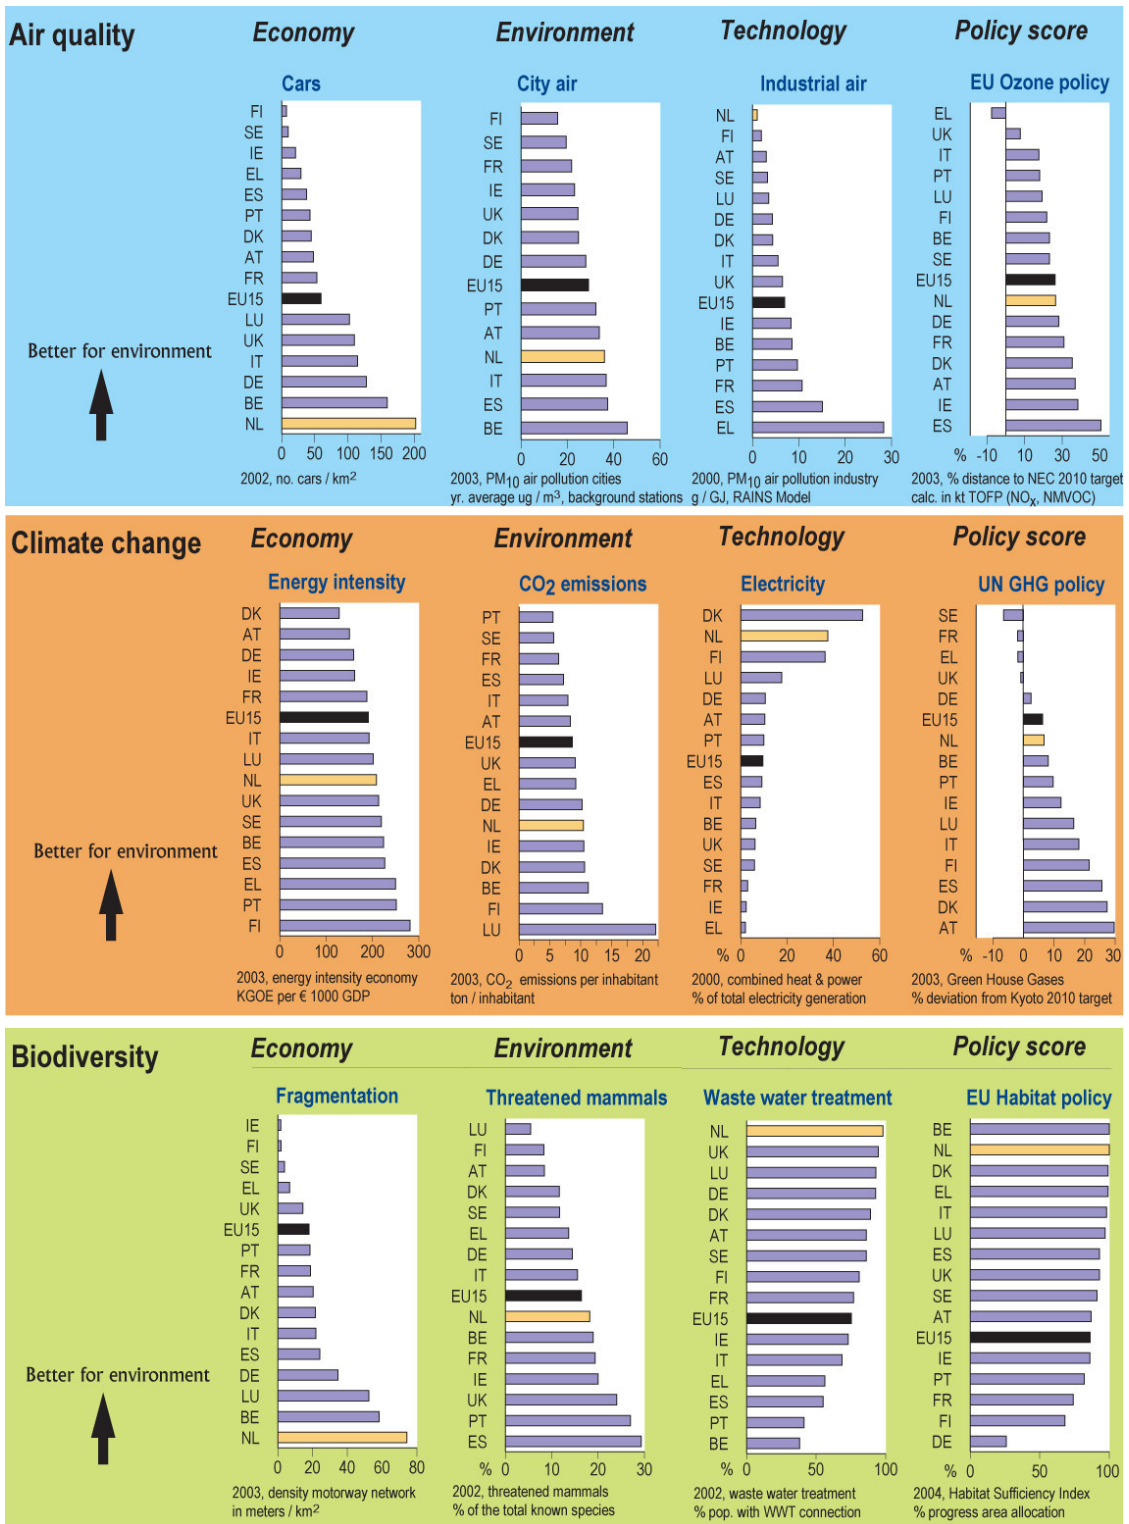 Air quality
Economy
Environment
Technology
Policy score
Cars
FI
SE
IE
EL
ES
PT
DK
AT
FR
EU15
LU
UK
IT
DE
BE
NL
0 50 100 150 200
2002, no. cars / km²
City air
FI
SE
FR
IE
UK
DK
DE
EU15
PT
AT
NL
IT
ES
BE
0 20 40 60
2003, PM10 air pollution cities
yr. average ug / m³, background stations
Industrial air
NL
FI
AT
SE
LU
DE
DK
IT
UK
EU15
IE
BE
PT
FR
ES
EL
0 10 20 30
2000, PM10 air pollution industry
g / GJ, RAINS Model
EU Ozone policy
EL
UK
IT
PT
LU
FI
BE
SE
EU15
NL
DE
FR
DK
AT
IE
ES
% -10 10 30 50
2003, % distance to NEC 2010 target
calc. in kt TOFP (NOX, NMVOC)
Better for environment
Climate change
Economy
Environment
Technology
Policy score
Energy intensity
DK
AT
DE
IE
FR
EU15
IT
LU
NL
UK
SE
BE
ES
EL
PT
FI
0 100 200 300
2003, energy intensity economy
KGOE per € 1000 GDP
CO2 emissions
PT
SE
FR
ES
IT
AT
EU15
UK
EL
DE
NL
IE
DK
BE
FI
LU
0 5 10 15 20
2003, CO2 emissions per inhabitant
ton / inhabitant
Electricity
DK
NL
FI
LU
DE
AT
PT
EU15
ES
IT
BE
UK
SE
FR
IE
EL
% 0 20 40 60
2000, combined heat & power
% of total electricity generation
UN GHG policy
SE
FR
EL
UK
DE
EU15
NL
BE
PT
IE
LU
IT
FI
ES
DK
AT
% -10 0 10 20 30
2003, Green House Gases
% deviation from Kyoto 2010 target
Better for environment
Biodiversity
Economy
Environment
Technology
Policy score
Fragmentation
IE
FI
SE
EL
UK
EU15
PT
FR
AT
DK
IT
ES
DE
LU
BE
NL
0 20 40 60 80
2003, density motorway network
in meters / km²
Threatened mammals
LU
FI
AT
DK
SE
EL
DE
IT
EU15
NL
BE
FR
IE
UK
PT
ES
% 0 10 20 30
2002, threatened mammals
% of the total known species
Waste water treatment
NL
UK
LU
DE
DK
AT
SE
FI
FR
EU15
IE
IT
EL
ES
PT
BE
% 0 50 100
2002, waste water treatment
% pop. with WWT connection
EU Habitat policy
BE
NL
DK
EL
IT
LU
ES
UK
SE
AT
EU15
IE
PT
FR
FI
DE
% 0 50 100
2004, Habitat Sufficiency Index
% progress area allocation
Better for environment